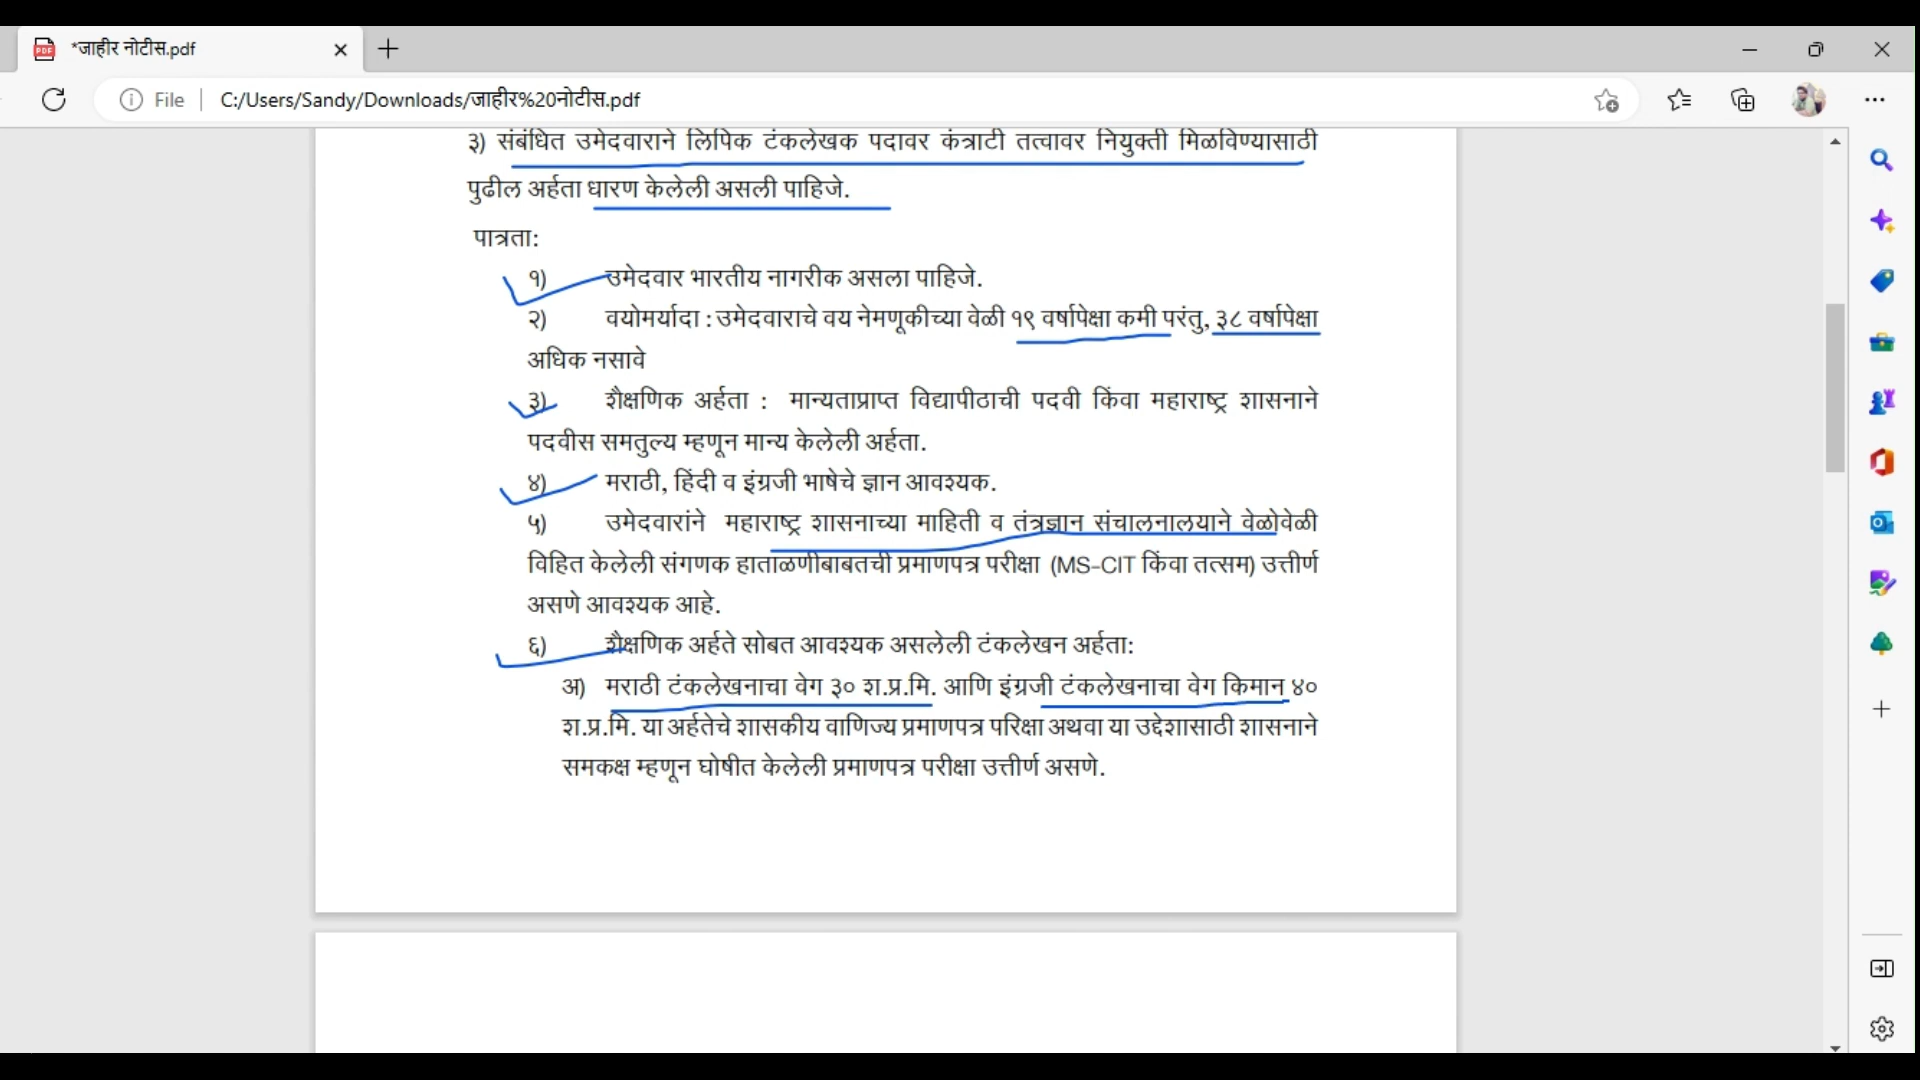 *जाहीर नोटीस.pdf
File C:/Users/Sandy/Downloads/जाहीर%20नोटीस.pdf
३) संबंधित उमेदवाराने लिपिक टंकलेखक पदावर कंत्राटी तत्वावर नियुक्ती मिळविण्यासाठी
पुढील अर्हता धारण केलेली असली पाहिजे.
पात्रता:
१) उमेदवार भारतीय नागरीक असला पाहिजे.
२) वयोमर्यादा : उमेदवाराचे वय नेमणूकीच्या वेळी १९ वर्षापेक्षा कमी परंतु, ३८ वर्षापेक्षा
अधिक नसावे
३) शैक्षणिक अर्हता : मान्यताप्राप्त विद्यापीठाची पदवी किंवा महाराष्ट्र शासनाने
पदवीस समतुल्य म्हणून मान्य केलेली अर्हता.
४) मराठी, हिंदी व इंग्रजी भाषेचे ज्ञान आवश्यक.
५) उमेदवारांने महाराष्ट्र शासनाच्या माहिती व तंत्रज्ञान संचालनालयाने वेळोवेळी
विहित केलेली संगणक हाताळणीबाबतची प्रमाणपत्र परीक्षा (MS-CIT किंवा तत्सम) उत्तीर्ण
असणे आवश्यक आहे.
६) शैक्षणिक अर्हते सोबत आवश्यक असलेली टंकलेखन अर्हता:
अ) मराठी टंकलेखनाचा वेग ३० श.प्र.मि. आणि इंग्रजी टंकलेखनाचा वेग किमान ४०
श.प्र.मि. या अर्हतेचे शासकीय वाणिज्य प्रमाणपत्र परिक्षा अथवा या उद्देशासाठी शासनाने
समकक्ष म्हणून घोषीत केलेली प्रमाणपत्र परीक्षा उत्तीर्ण असणे.